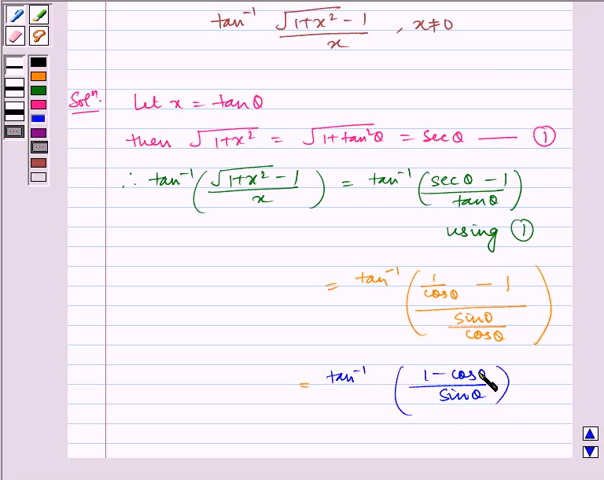 tan⁻¹ (√(1+x²) − 1)/x , x≠0
Solⁿ. Let x = tanθ
then √(1+x²) = √(1+tan²θ) = secθ —— ①
∴ tan⁻¹((√(1+x²) − 1)/x) = tan⁻¹((secθ − 1)/tanθ)
using ①
= tan⁻¹((1/cosθ − 1)/(sinθ/cosθ))
= tan⁻¹((1 − cosθ)/sinθ)